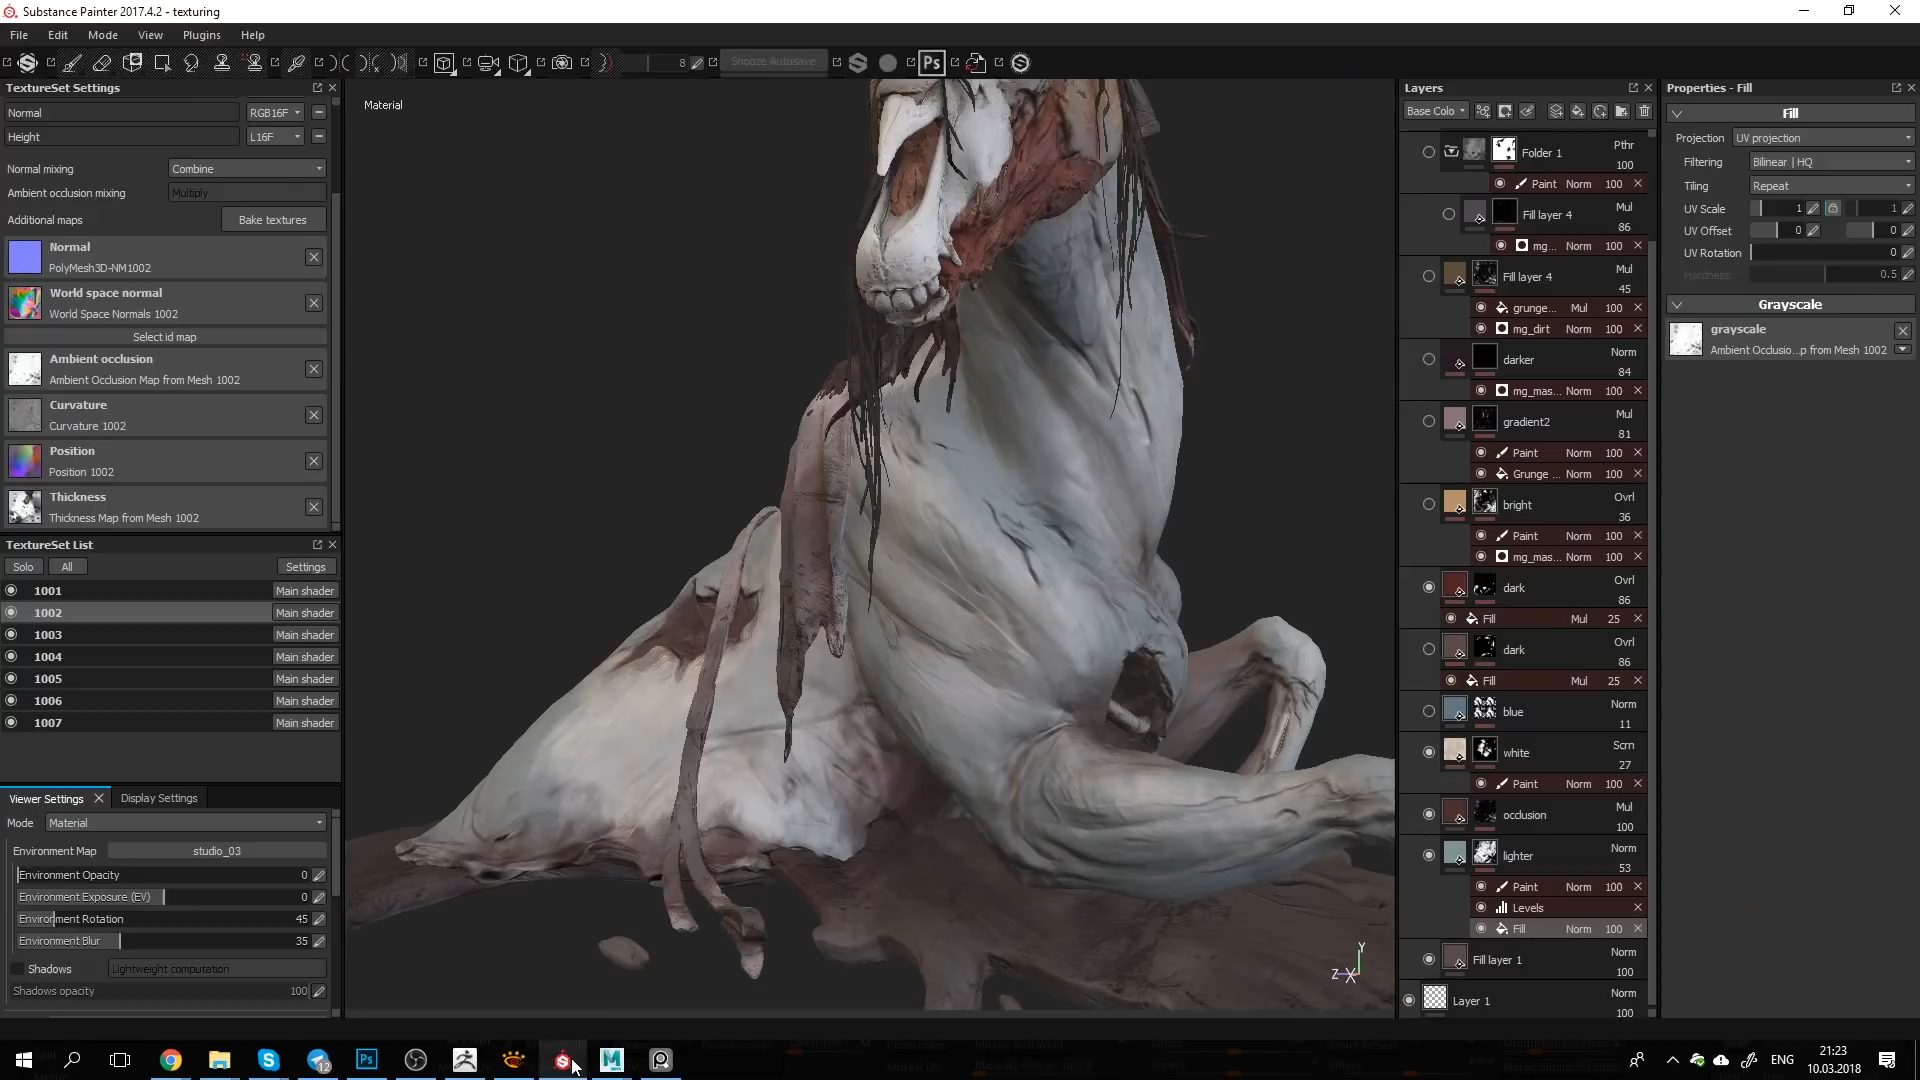 Substance Painter 2017.4.2 - texturing
File Edit Mode View Plugins Help
8 Snooze Autosave Ps
TextureSet Settings
Normal RGB16F
Height L16F
Normal mixing Combine
Ambient occlusion mixing Multiply
Additional maps Bake textures
Normal
PolyMesh3D-NM1002
World space normal
World Space Normals 1002
Select id map
Ambient occlusion
Ambient Occlusion Map from Mesh 1002
Curvature
Curvature 1002
Position
Position 1002
Thickness
Thickness Map from Mesh 1002
TextureSet List
Solo All Settings
1001 Main shader
1002 Main shader
1003 Main shader
1004 Main shader
1005 Main shader
1006 Main shader
1007 Main shader
Viewer Settings Display Settings
Mode Material
Environment Map studio_03
Environment Opacity 0
Environment Exposure (EV) 0
Environment Rotation 45
Environment Blur 35
Shadows Lightweight computation
Shadows opacity 100
Material
Y
Z X
Layers
Base Colo
Folder 1 Pthr 100
Paint Norm 100
Fill layer 4 Mul 86
mg... Norm 100
Fill layer 4 Mul 45
grunge... Mul 100
mg_dirt Norm 100
darker Norm 84
mg_mas... Norm 100
gradient2 Mul 81
Paint Norm 100
Grunge ... Norm 100
bright Ovrl 36
Paint Norm 100
mg_mas... Norm 100
dark Ovrl 86
Fill Mul 25
dark Ovrl 86
Fill Mul 25
blue Norm 11
white Scrn 27
Paint Norm 100
occlusion Mul 100
lighter Norm 53
Paint Norm 100
Levels
Fill Norm 100
Fill layer 1 Norm 100
Layer 1 Norm 100
Properties - Fill
Fill
Projection UV projection
Filtering Bilinear | HQ
Tiling Repeat
UV Scale 1 1
UV Offset 0 0
UV Rotation 0
Hardness 0.5
Grayscale
grayscale
Ambient Occlusio...p from Mesh 1002
12 Ps M
ENG
21:23
10.03.2018